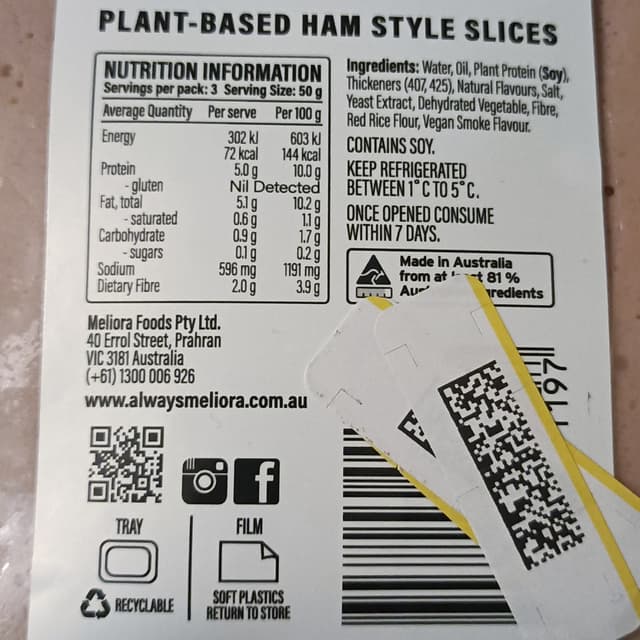 PLANT-BASED HAM STYLE SLICES
NUTRITION INFORMATION
Servings per pack: 3 Serving Size: 50 g
Average Quantity Per serve Per 100 g
Energy 302 kJ 603 kJ
72 kcal 144 kcal
Protein 5.0 g 10.0 g
- gluten Nil Detected
Fat, total 5.1 g 10.2 g
- saturated 0.6 g 1.1 g
Carbohydrate 0.9 g 1.7 g
- sugars 0.1 g 0.2 g
Sodium 596 mg 1191 mg
Dietary Fibre 2.0 g 3.9 g
Ingredients: Water, Oil, Plant Protein (Soy),
Thickeners (407, 425), Natural Flavours, Salt,
Yeast Extract, Dehydrated Vegetable, Fibre,
Red Rice Flour, Vegan Smoke Flavour.
CONTAINS SOY.
KEEP REFRIGERATED
BETWEEN 1°C TO 5°C.
ONCE OPENED CONSUME
WITHIN 7 DAYS.
Made in Australia
from at 81 %
Meliora Foods Pty Ltd.
40 Errol Street, Prahran
VIC 3181 Australia
(+61) 1300 006 926
www.alwaysmeliora.com.au
TRAY
RECYCLABLE
FILM
SOFT PLASTICS
RETURN TO STORE